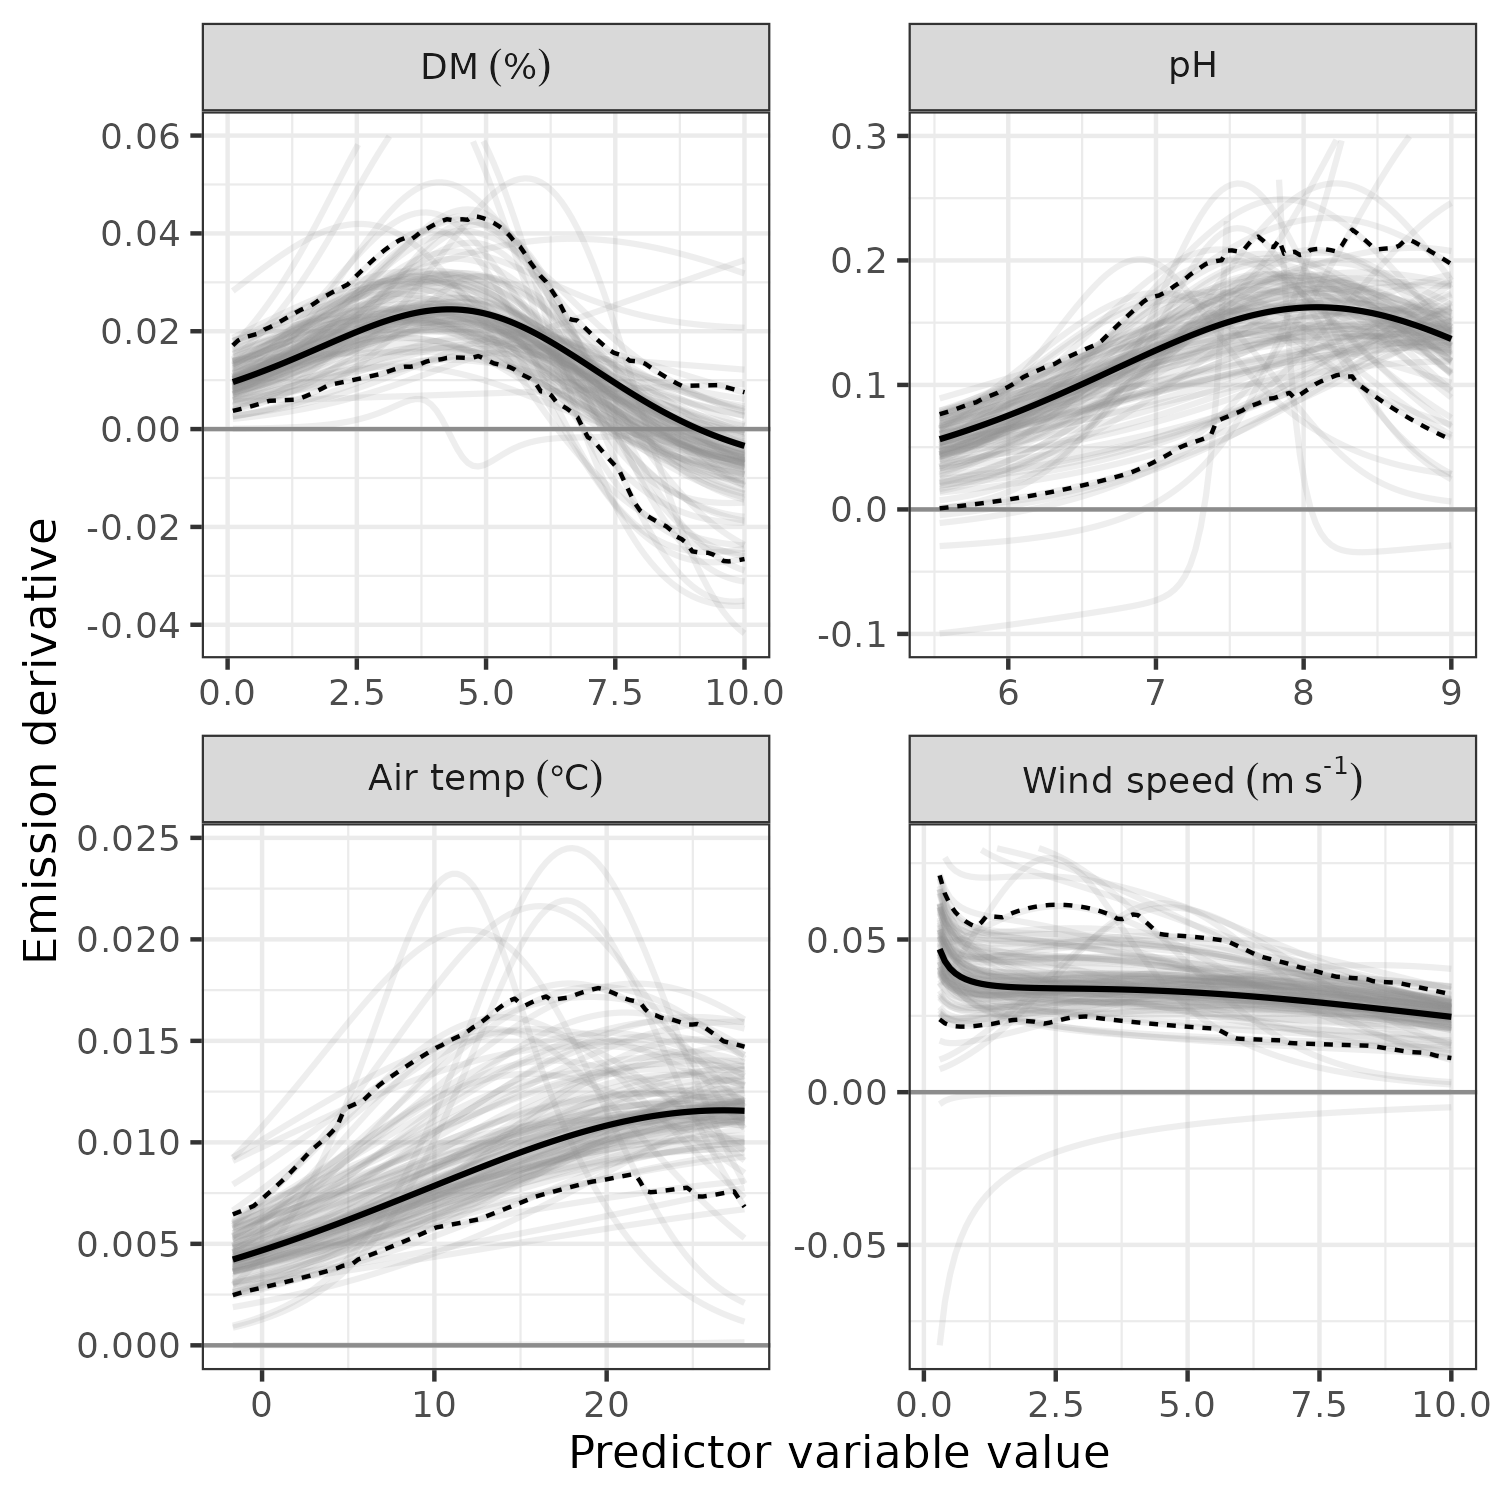 DM (%)
pH
0.06
0.04
0.02
0.00
-0.02
-0.04
0.0 2.5 5.0 7.5 10.0
0.3
0.2
0.1
0.0
-0.1
6 7 8 9
Emission derivative
Air temp (°C)
Wind speed (m s⁻¹)
0.025
0.020
0.015
0.010
0.005
0.000
0 10 20
0.05
0.00
-0.05
0.0 2.5 5.0 7.5 10.0
Predictor variable value